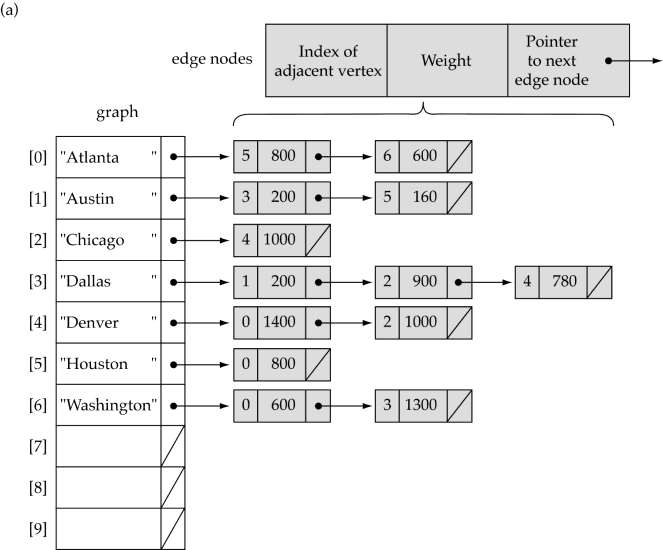 (a)
edge nodes
Index of
adjacent vertex
Weight
Pointer
to next
edge node
graph
[0] "Atlanta " 5 800 6 600
[1] "Austin " 3 200 5 160
[2] "Chicago " 4 1000
[3] "Dallas " 1 200 2 900 4 780
[4] "Denver " 0 1400 2 1000
[5] "Houston " 0 800
[6] "Washington" 0 600 3 1300
[7]
[8]
[9]